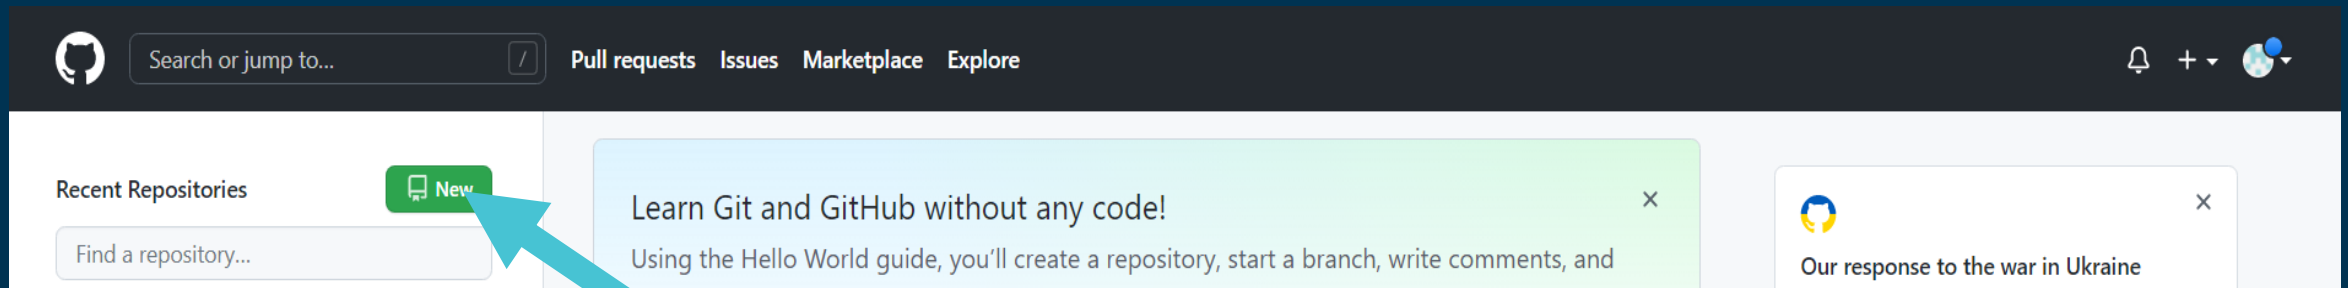 Search or jump to... /
Pull requests Issues Marketplace Explore
Recent Repositories
New
Find a repository...
Learn Git and GitHub without any code!
Using the Hello World guide, you’ll create a repository, start a branch, write comments, and
Our response to the war in Ukraine